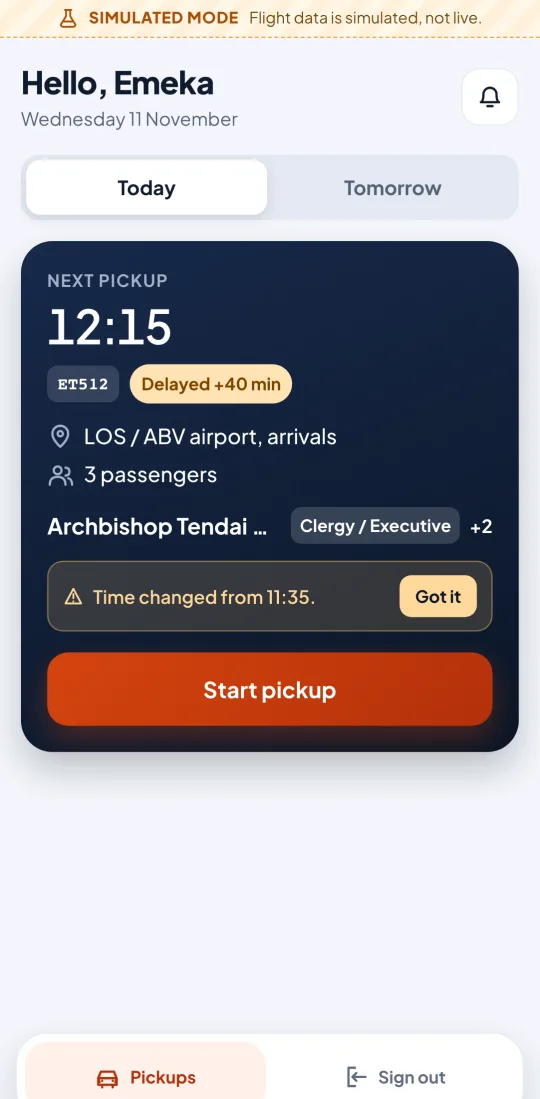 SIMULATED MODE Flight data is simulated, not live.
Hello, Emeka
Wednesday 11 November
Today
Tomorrow
NEXT PICKUP
12:15
ET512
Delayed +40 min
LOS / ABV airport, arrivals
3 passengers
Archbishop Tendai ...
Clergy / Executive
+2
Time changed from 11:35.
Got it
Start pickup
Pickups
Sign out